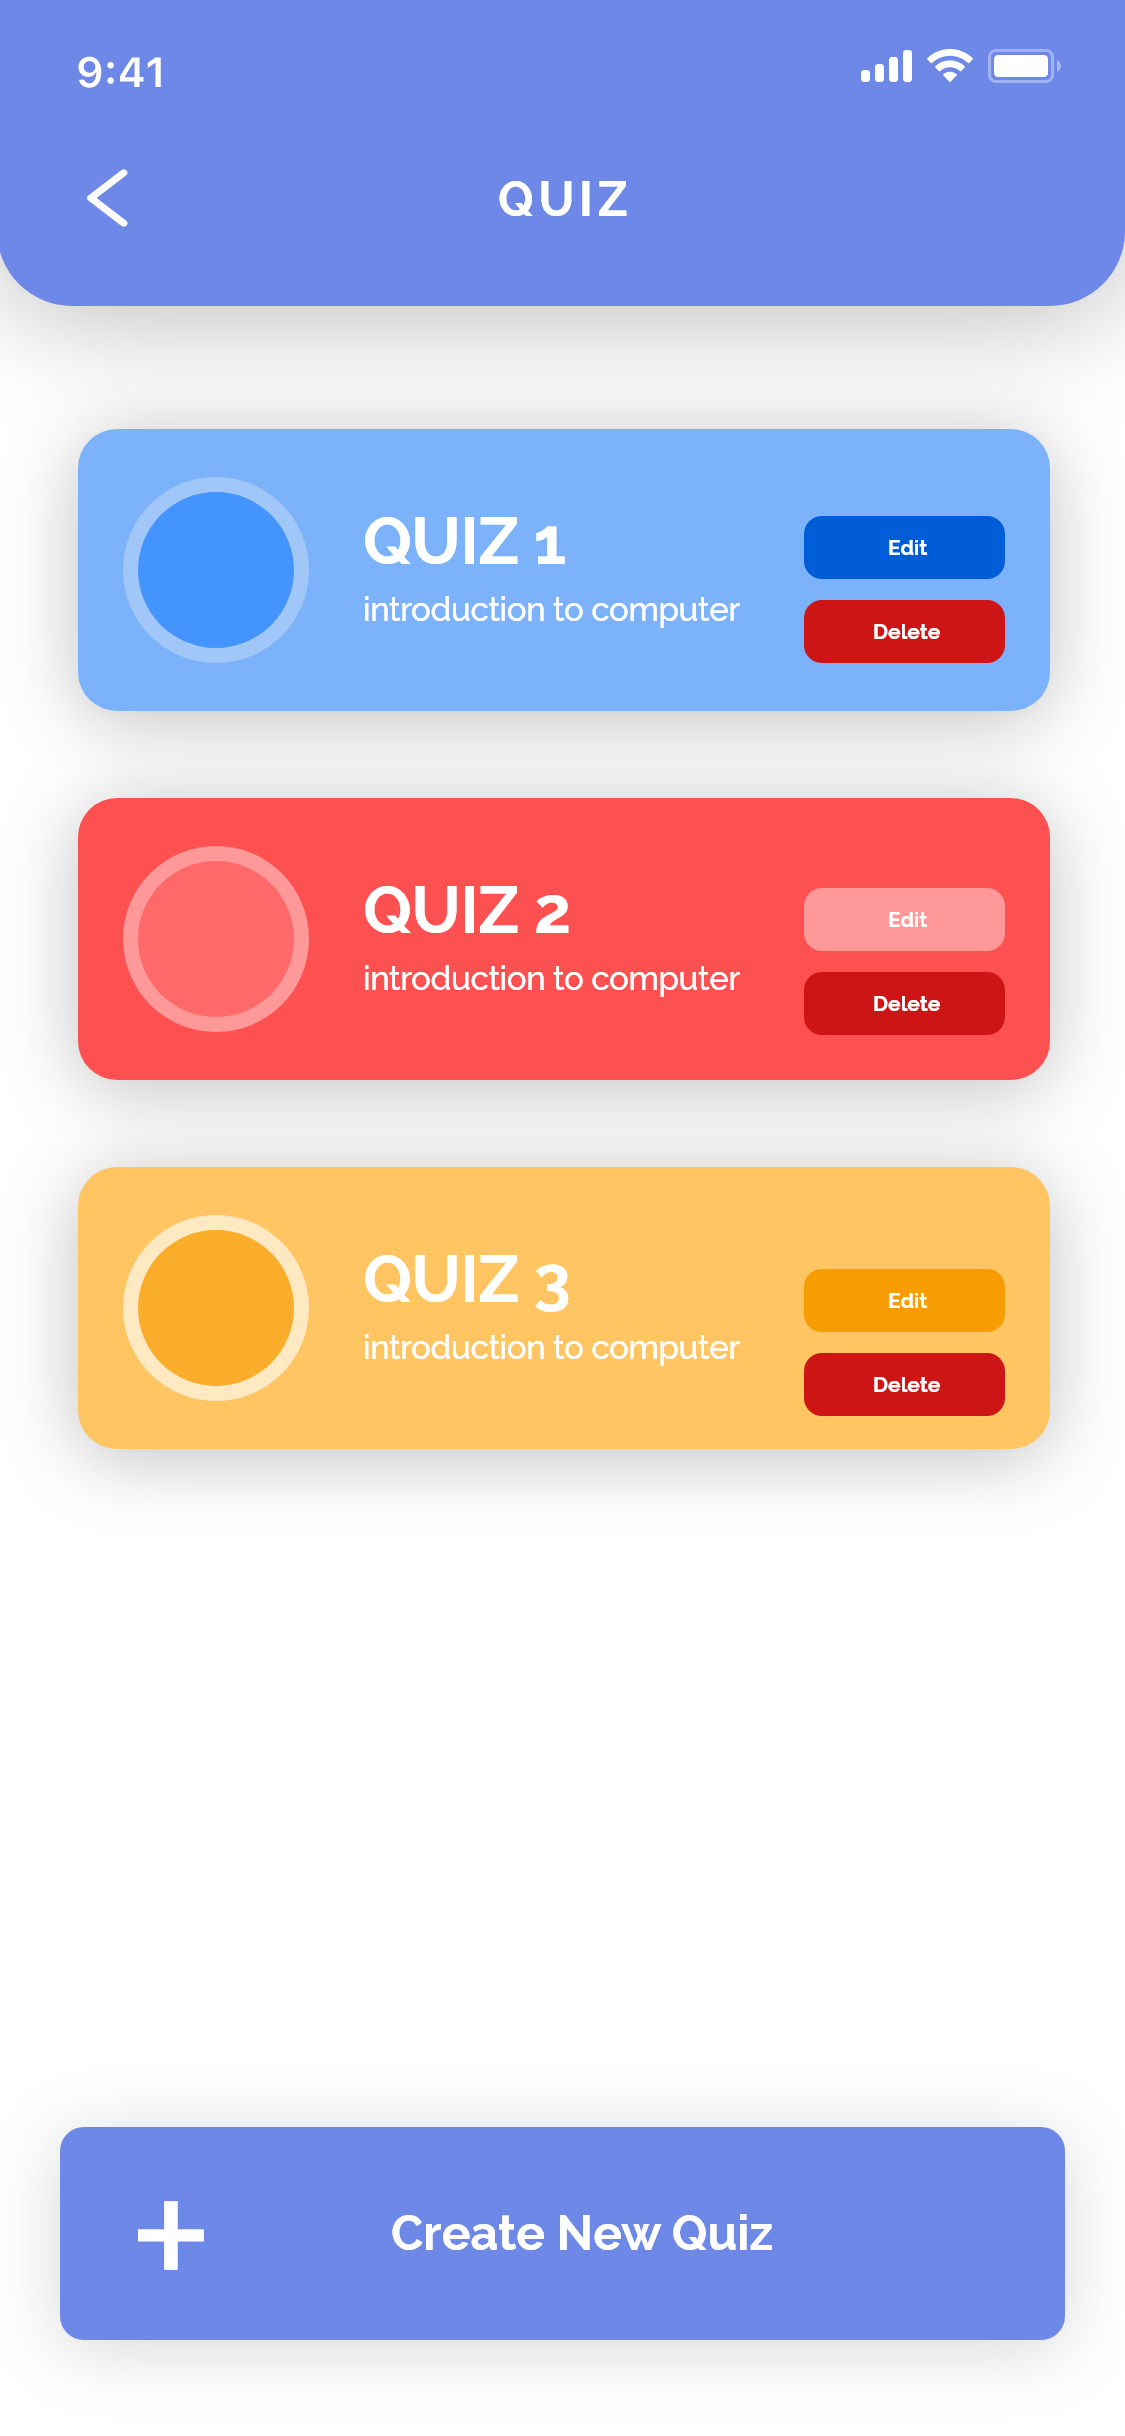 9:41
QUIZ
QUIZ 1
introduction to computer
Edit
Delete
QUIZ 2
introduction to computer
Edit
Delete
QUIZ 3
introduction to computer
Edit
Delete
Create New Quiz